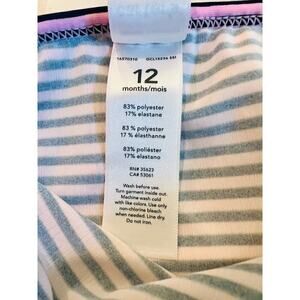 12
months/mois
83% polyester
17% elastane
83 % polyester
17 % élasthanne
83% poliéster
17% elastano
RN# 35623
CA# 53061
Wash before use.
Turn garment inside out.
Machine wash cold
with like colors. Use only
non-chlorine bleach
when needed. Line dry.
Do not iron.